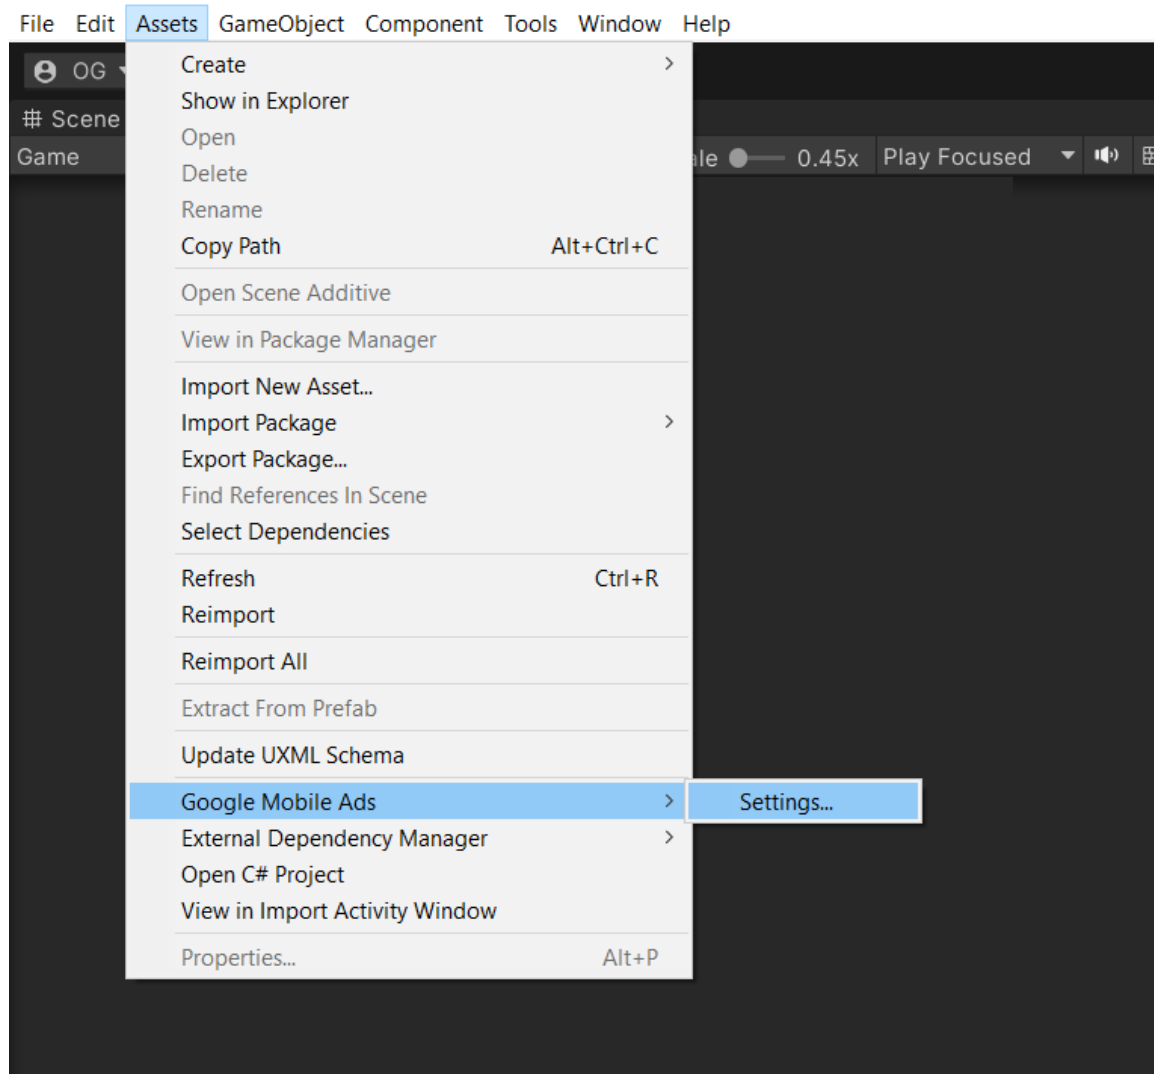 File Edit Assets GameObject Component Tools Window Help
OG
Scene
Game
0.45x Play Focused
Create
Show in Explorer
Open
Delete
Rename
Copy Path Alt+Ctrl+C
Open Scene Additive
View in Package Manager
Import New Asset...
Import Package
Export Package...
Find References In Scene
Select Dependencies
Refresh Ctrl+R
Reimport
Reimport All
Extract From Prefab
Update UXML Schema
Google Mobile Ads
Settings...
External Dependency Manager
Open C# Project
View in Import Activity Window
Properties... Alt+P